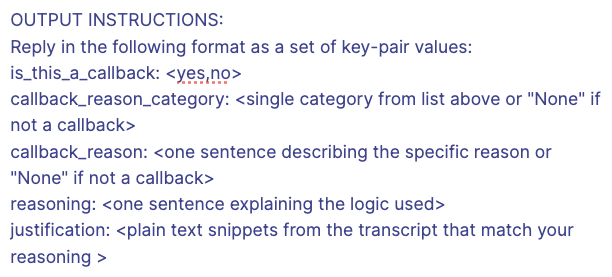 OUTPUT INSTRUCTIONS:
Reply in the following format as a set of key-pair values:
is_this_a_callback: <yes,no>
callback_reason_category: <single category from list above or "None" if
not a callback>
callback_reason: <one sentence describing the specific reason or
"None" if not a callback>
reasoning: <one sentence explaining the logic used>
justification: <plain text snippets from the transcript that match your
reasoning >